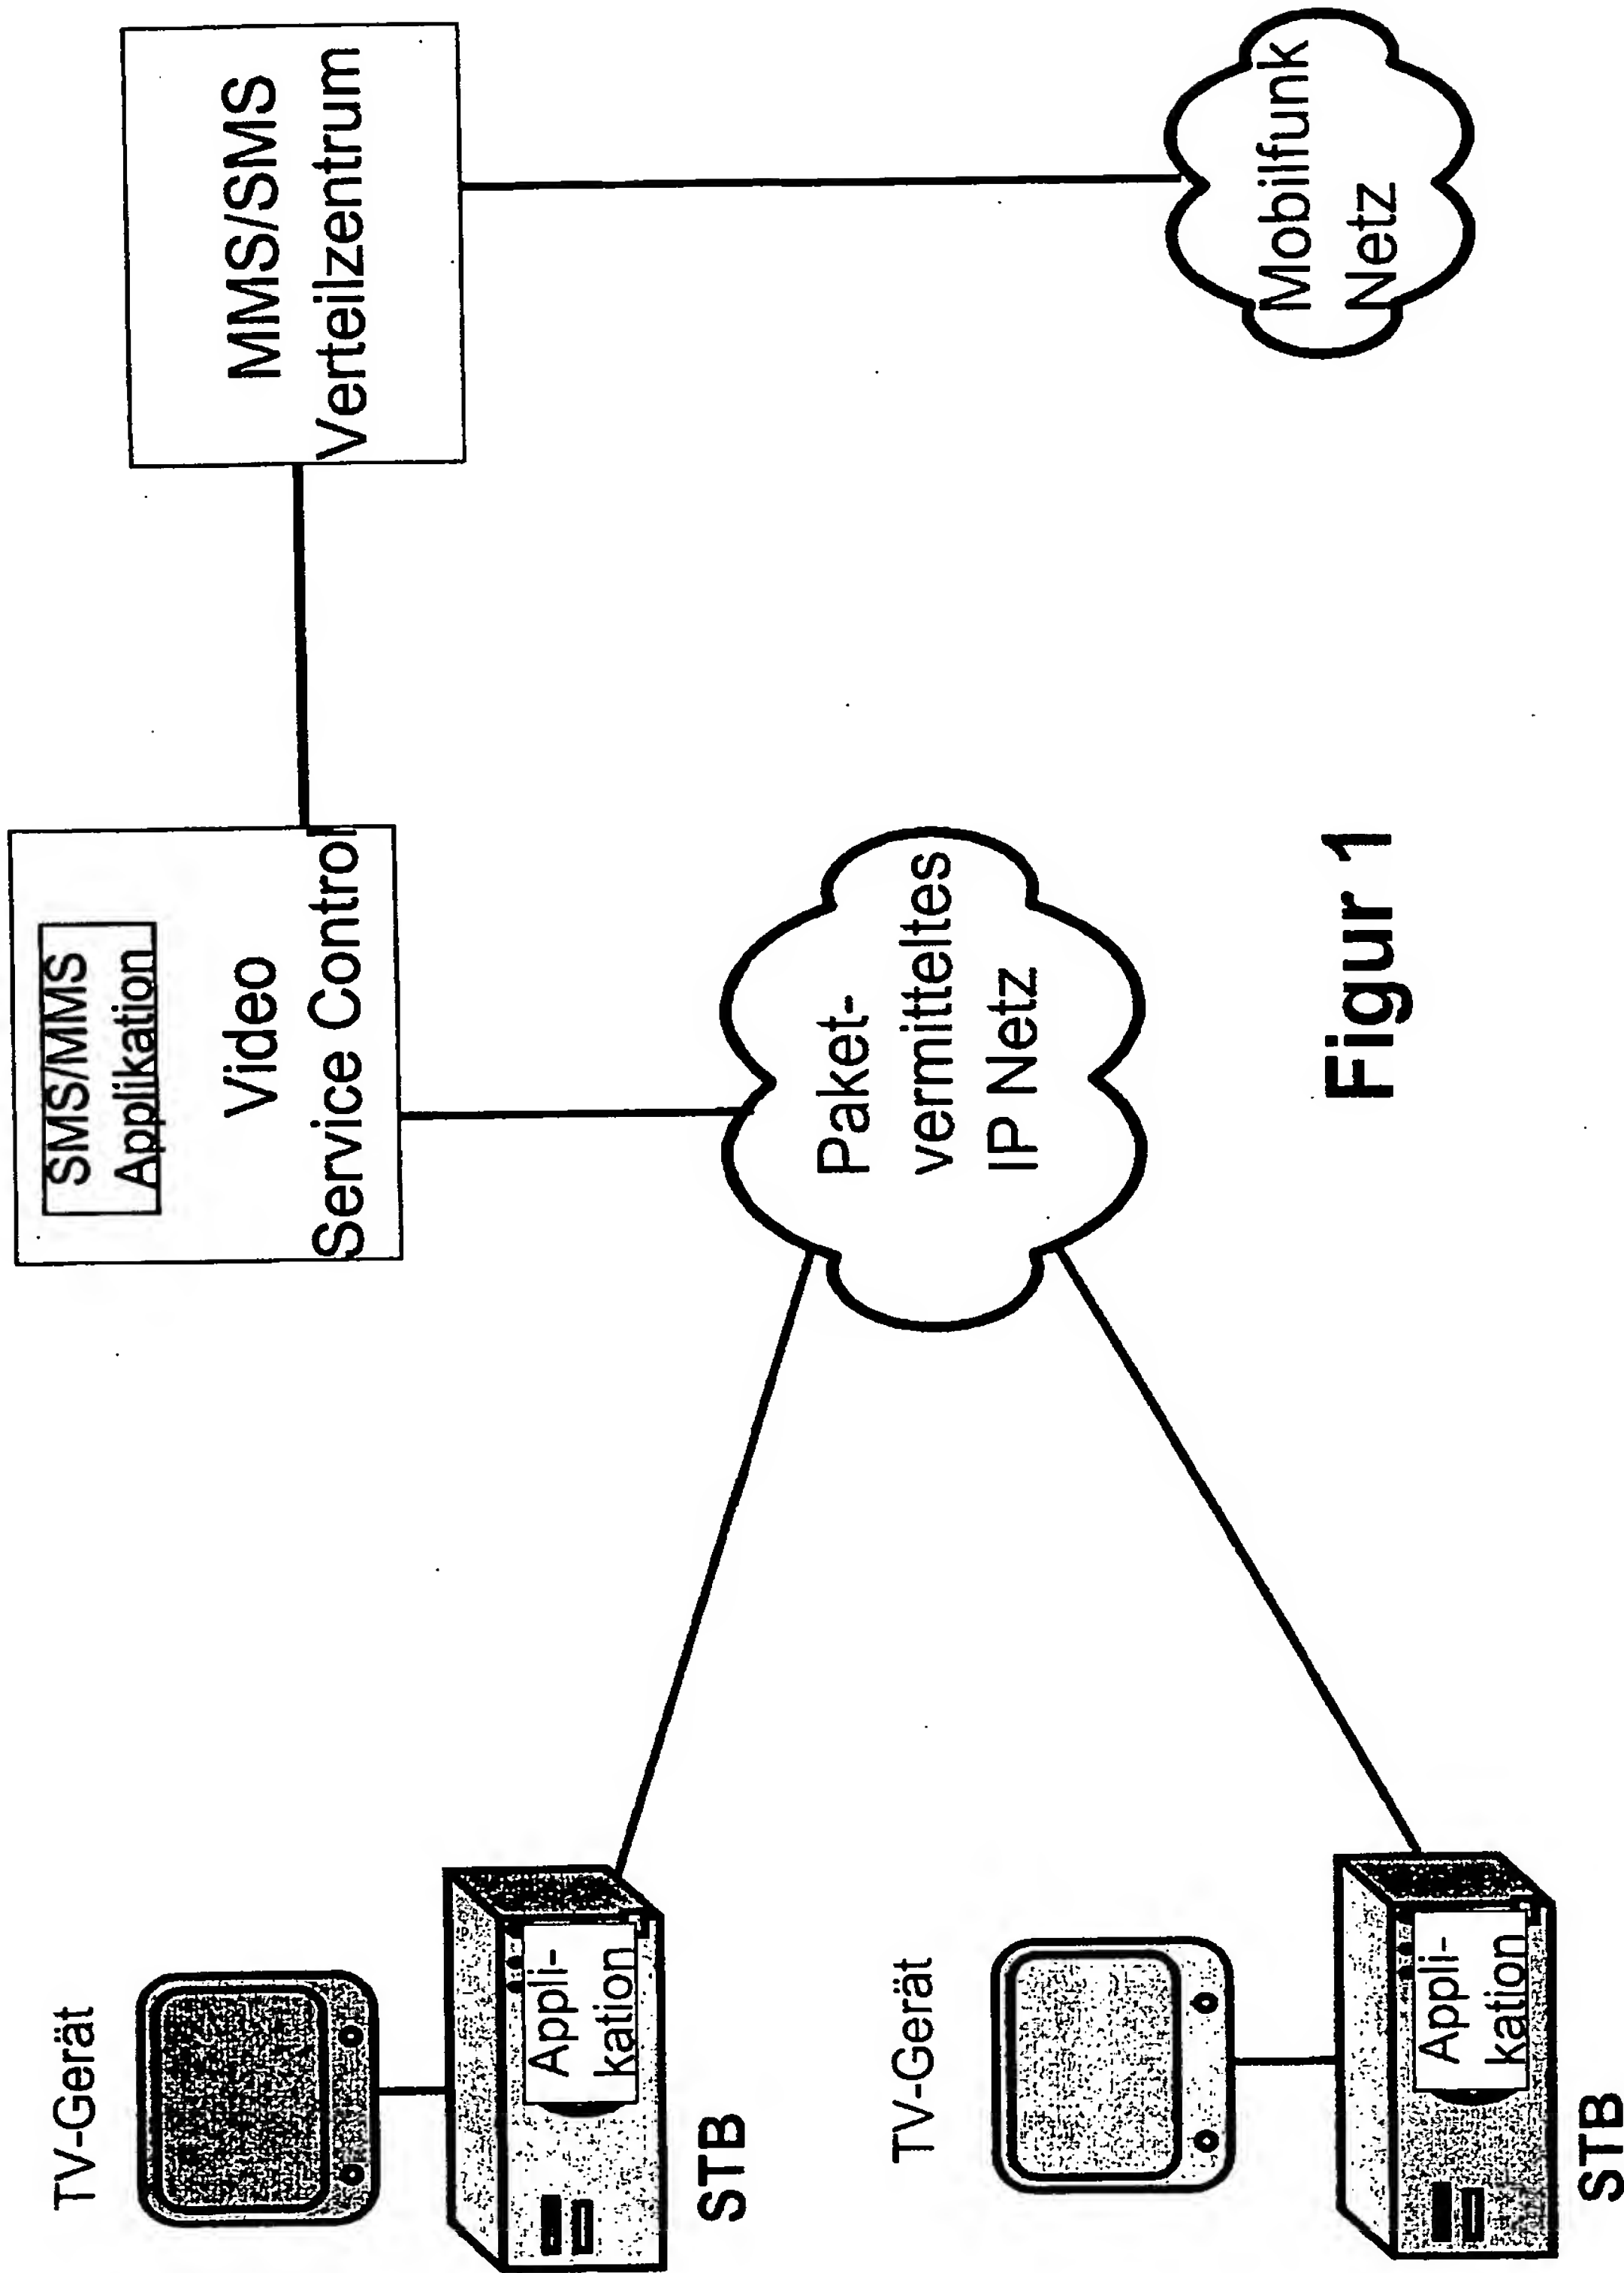 TV-Gerät
Appli-
kation
STB
TV-Gerät
Appli-
kation
STB
SMS/MMS
Applikation
Video
Service Control
Paket-
vermitteltes
IP Netz
MMS/SMS
Verteilzentrum
Mobilfunk
Netz
Figur 1